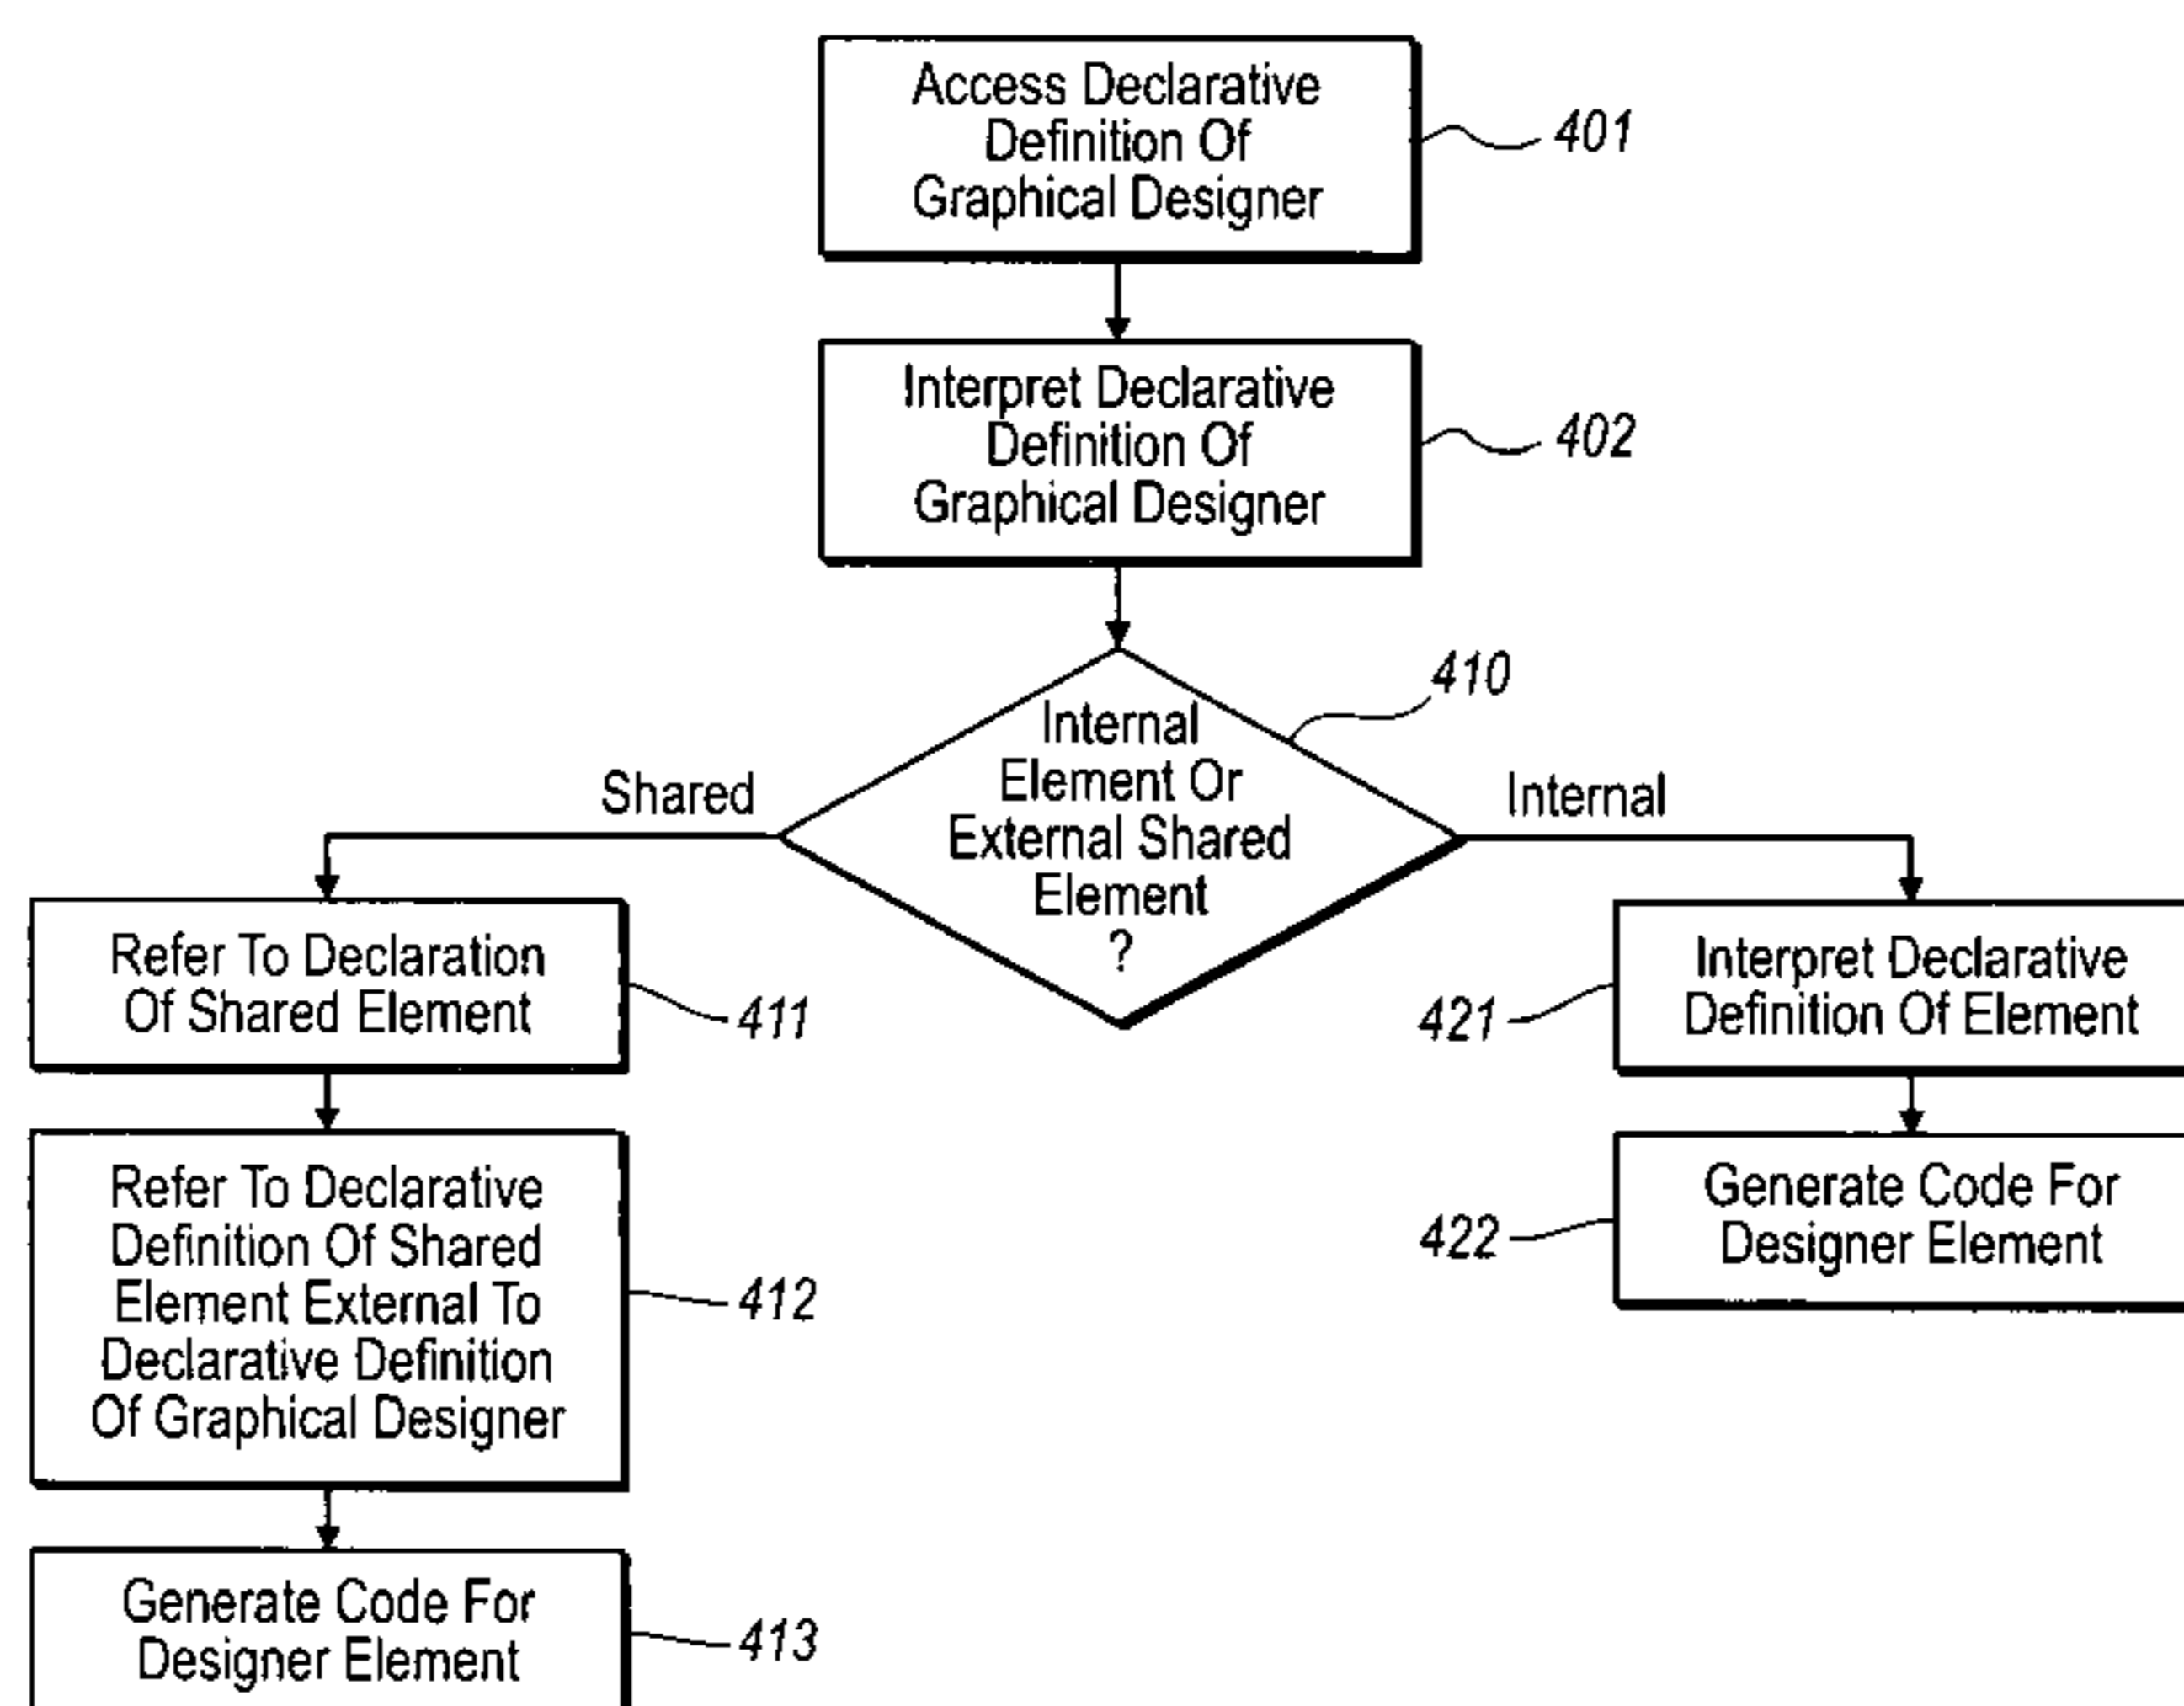 Access Declarative
Definition Of
Graphical Designer
401
Interpret Declarative
Definition Of
Graphical Designer
402
410
Internal
Element Or
External Shared
Element
?
Shared
Internal
Refer To Declaration
Of Shared Element
411
Refer To Declarative
Definition Of Shared
Element External To
Declarative Definition
Of Graphical Designer
412
Generate Code For
Designer Element
413
Interpret Declarative
Definition Of Element
421
Generate Code For
Designer Element
422